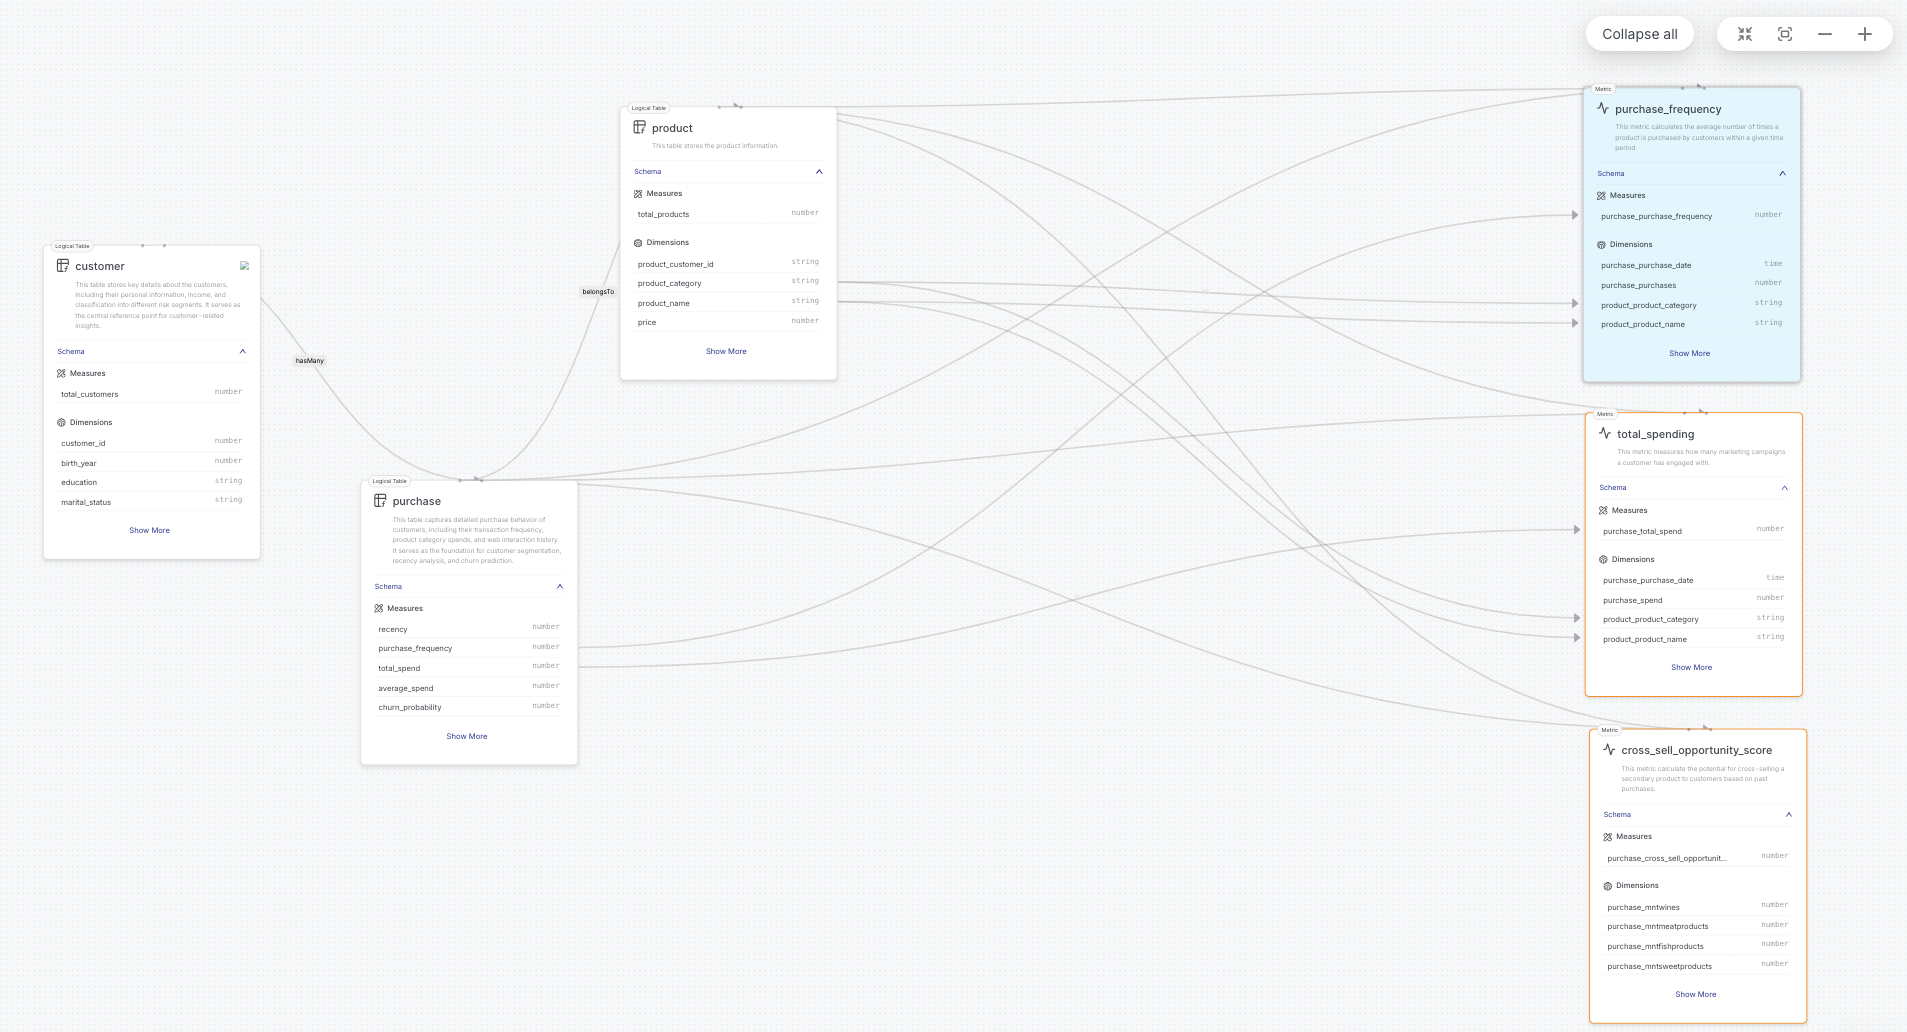 Collapse all
Logical Table
customer
This table stores key details about the customers,
including their personal information, income, and
classification into different risk segments. It serves as
the central reference point for customer-related
insights.
Schema
Measures
total_customers number
Dimensions
customer_id number
birth_year number
education string
marital_status string
Show More
hasMany
Logical Table
purchase
This table captures detailed purchase behavior of
customers, including their transaction frequency,
product category spends, and web interaction history.
It serves as the foundation for customer segmentation,
recency analysis, and churn prediction.
Schema
Measures
recency number
purchase_frequency number
total_spend number
average_spend number
churn_probability number
Show More
belongsTo
Logical Table
product
This table stores the product information.
Schema
Measures
total_products number
Dimensions
product_customer_id string
product_category string
product_name string
price number
Show More
Metric
purchase_frequency
This metric calculates the average number of times a
product is purchased by customers within a given time
period
Schema
Measures
purchase_purchase_frequency number
Dimensions
purchase_purchase_date time
purchase_purchases number
product_product_category string
product_product_name string
Show More
Metric
total_spending
This metric measures how many marketing campaigns
a customer has engaged with.
Schema
Measures
purchase_total_spend number
Dimensions
purchase_purchase_date time
purchase_spend number
product_product_category string
product_product_name string
Show More
Metric
cross_sell_opportunity_score
This metric calculate the potential for cross-selling a
secondary product to customers based on past
purchases.
Schema
Measures
purchase_cross_sell_opportunit... number
Dimensions
purchase_mntwines number
purchase_mntmeatproducts number
purchase_mntfishproducts number
purchase_mntsweetproducts number
Show More